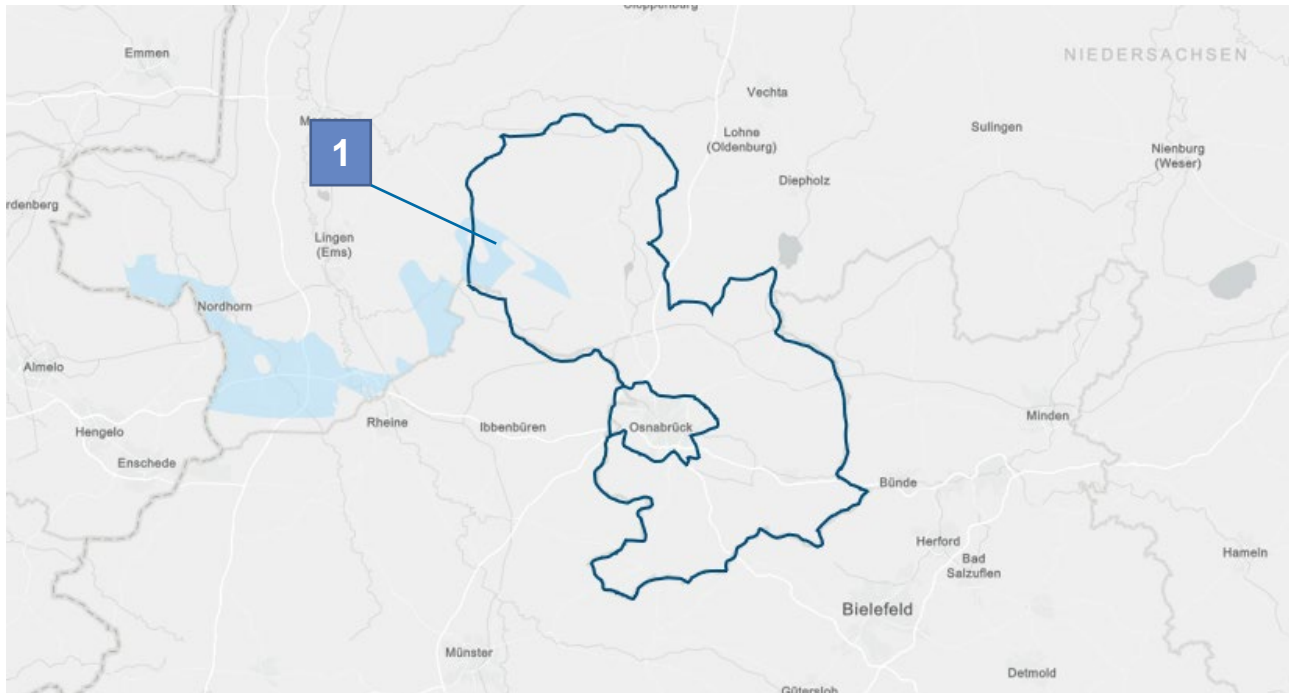 Cloppenburg
Emmen
NIEDERSACHSEN
Vechta
1
Lohne
(Oldenburg)
Sulingen
Nienburg
(Weser)
Diepholz
rdenberg
Lingen
(Ems)
Nordhorn
Almelo
Rheine
Ibbenbüren
Osnabrück
Minden
Hengelo
Enschede
Bünde
Herford
Bad
Salzuflen
Hameln
Bielefeld
Münster
Detmold
Gütersloh